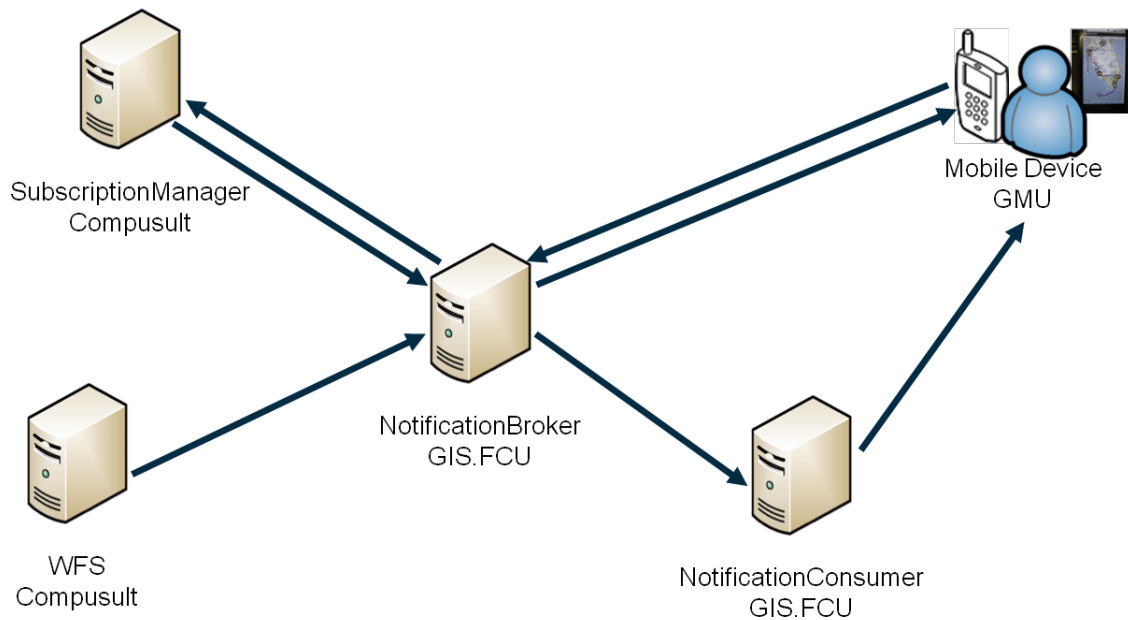 SubscriptionManager
Compusult
Mobile Device
GMU
NotificationBroker
GIS.FCU
WFS
Compusult
NotificationConsumer
GIS.FCU